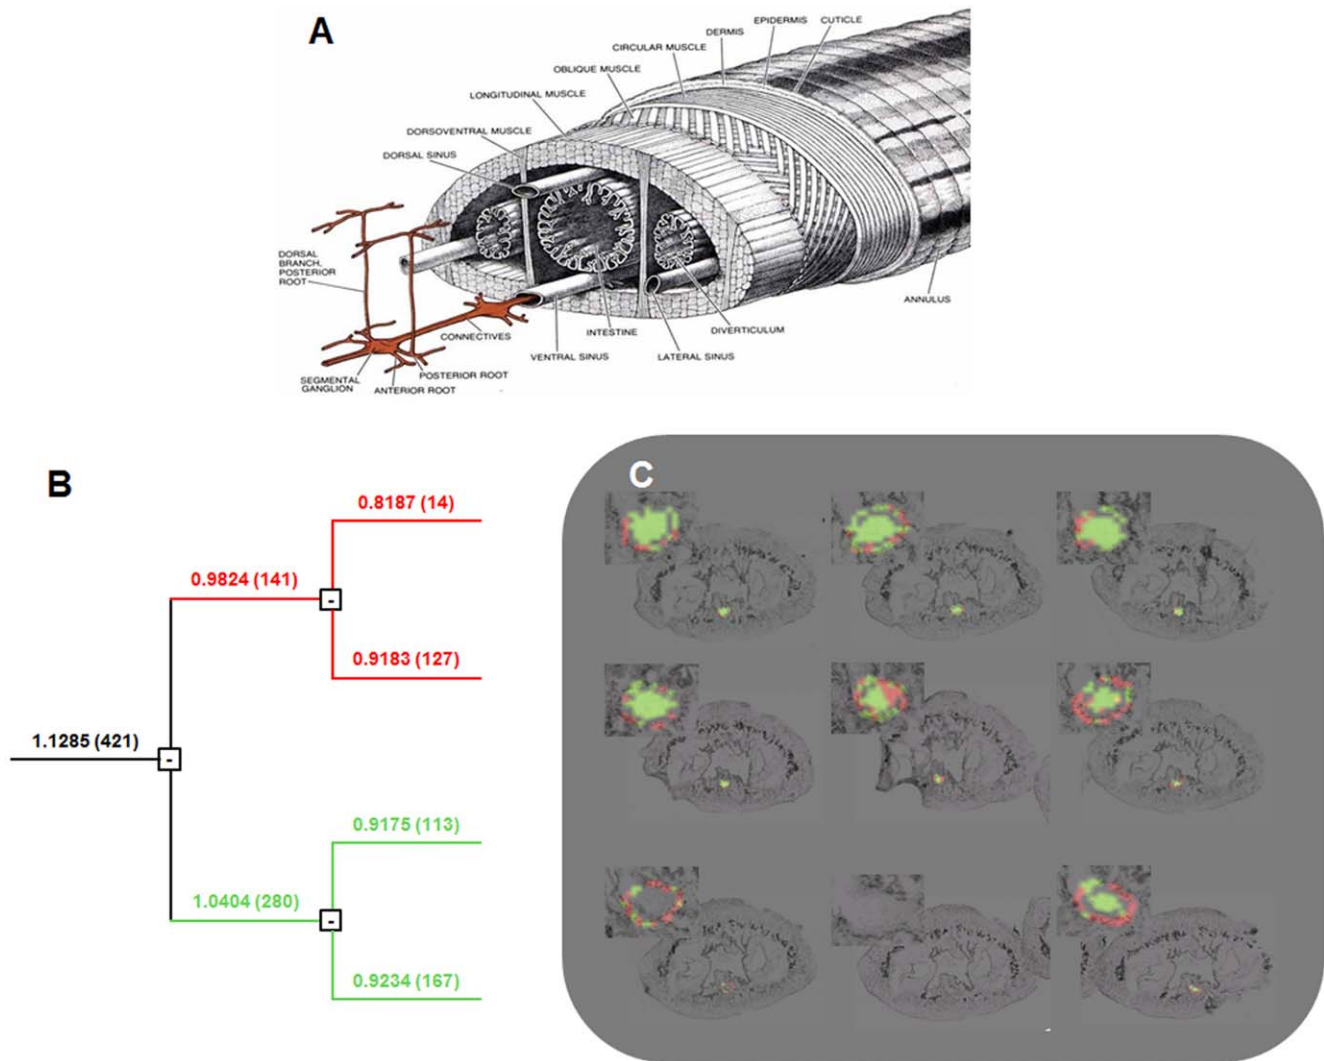 A
CUTICLE
EPIDERMIS
DERMIS
CIRCULAR MUSCLE
OBLIQUE MUSCLE
LONGITUDINAL MUSCLE
DORSOVENTRAL MUSCLE
DORSAL SINUS
DORSAL
BRANCH,
POSTERIOR
ROOT
ANNULUS
CONNECTIVES
INTESTINE
DIVERTICULUM
VENTRAL SINUS
LATERAL SINUS
SEGMENTAL
GANGLION
POSTERIOR ROOT
ANTERIOR ROOT
B
0.8187 (14)
0.9824 (141)
-
0.9183 (127)
1.1285 (421)
-
0.9175 (113)
1.0404 (280)
-
0.9234 (167)
C